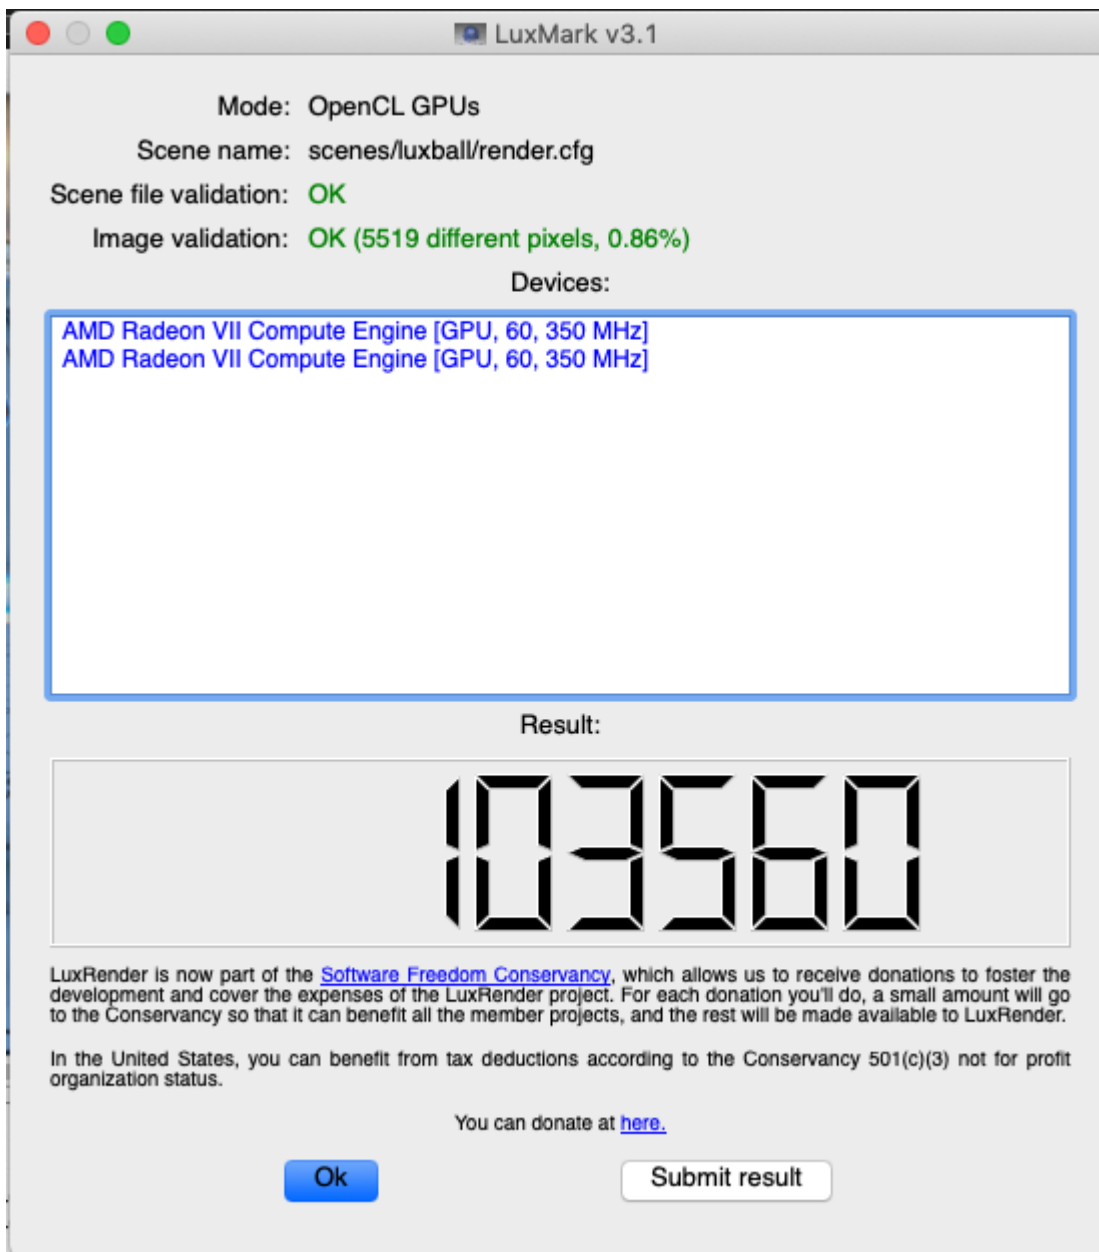 LuxMark v3.1
Mode: OpenCL GPUs
Scene name: scenes/luxball/render.cfg
Scene file validation: OK
Image validation: OK (5519 different pixels, 0.86%)
Devices:
AMD Radeon VII Compute Engine [GPU, 60, 350 MHz]
AMD Radeon VII Compute Engine [GPU, 60, 350 MHz]
Result:
103560
LuxRender is now part of the Software Freedom Conservancy, which allows us to receive donations to foster the
development and cover the expenses of the LuxRender project. For each donation you'll do, a small amount will go
to the Conservancy so that it can benefit all the member projects, and the rest will be made available to LuxRender.
In the United States, you can benefit from tax deductions according to the Conservancy 501(c)(3) not for profit
organization status.
You can donate at here.
Ok Submit result